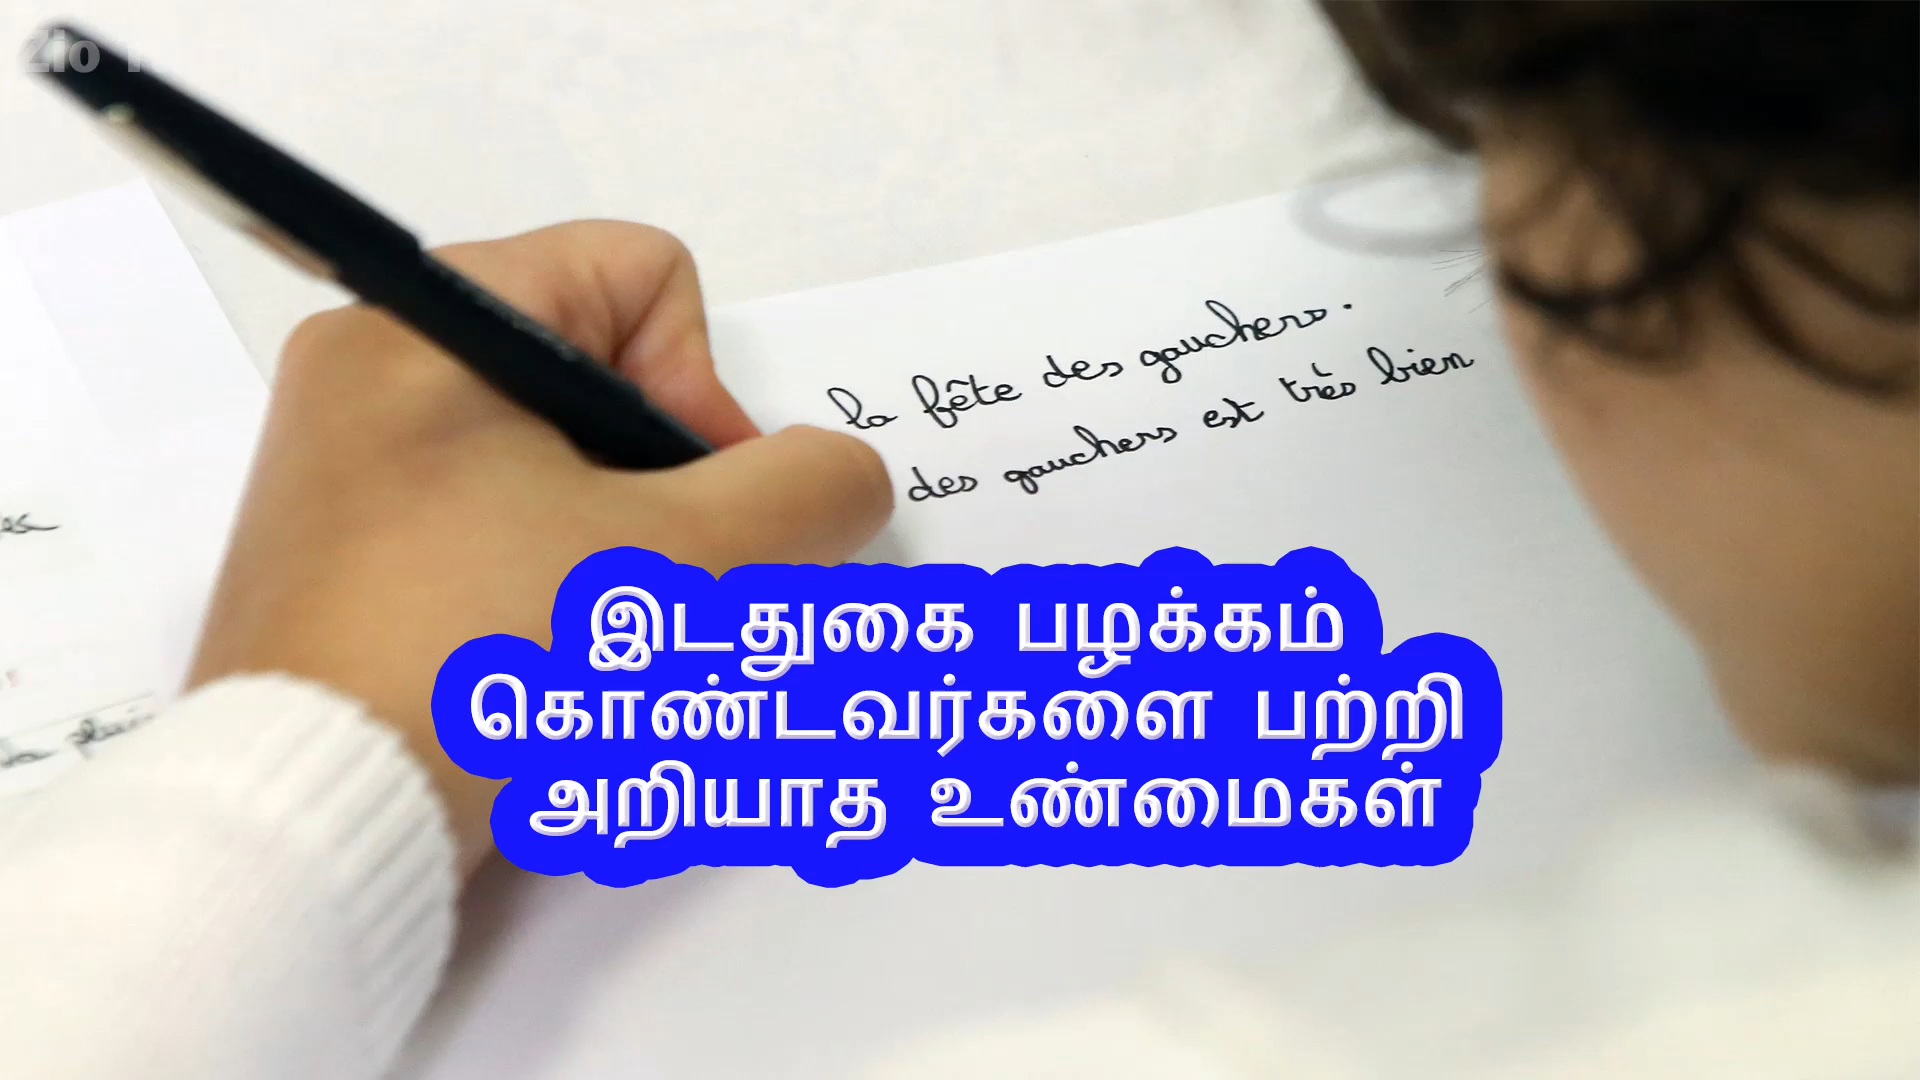 la fête des gauchers.
des gauchers est très bien
இடதுகை பழக்கம்
கொண்டவர்களை பற்றி
அறியாத உண்மைகள்